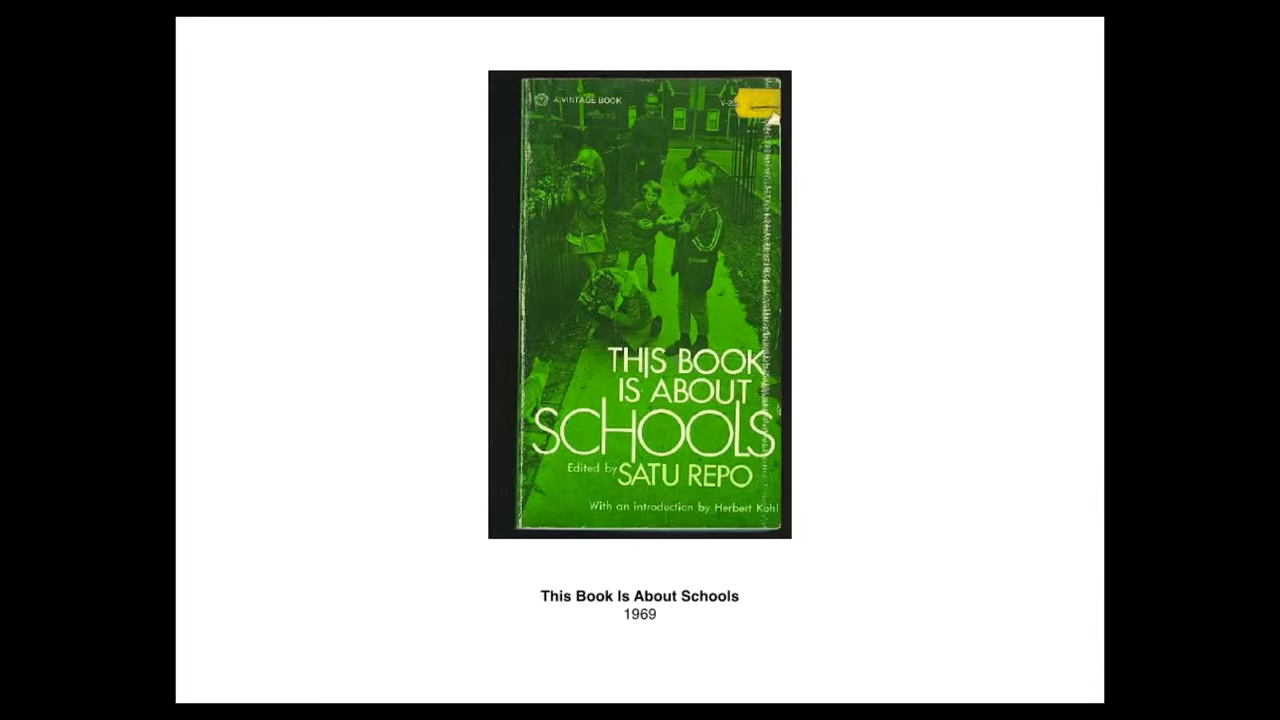 A VINTAGE BOOK
THIS BOOK
IS ABOUT
SCHOOLS
Edited by SATU REPO
With an introduction by Herbert Kohl
This Book Is About Schools
1969